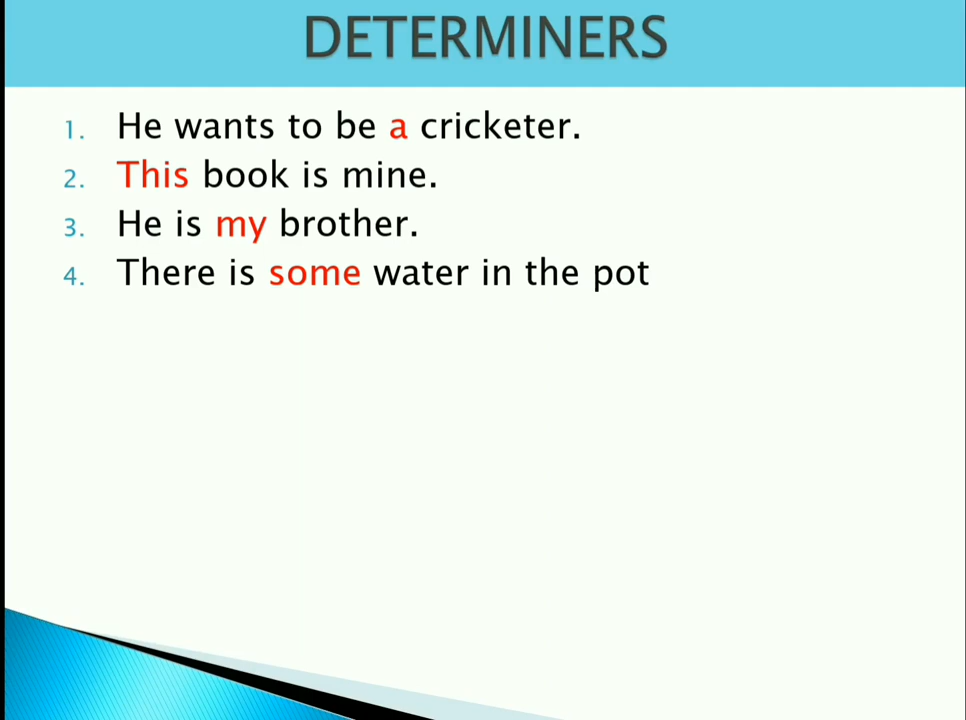 DETERMINERS
1. He wants to be a cricketer.
2. This book is mine.
3. He is my brother.
4. There is some water in the pot